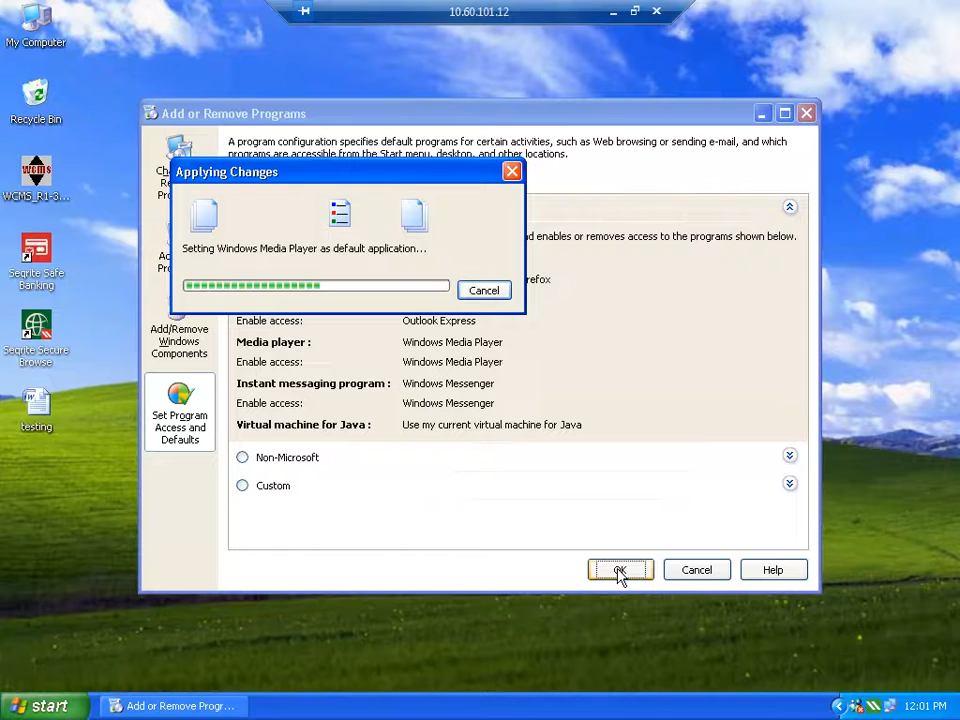 10.60.101.12
My Computer
Recycle Bin
WCMS
WCMS_R1-3...
Seqrite Safe
Banking
Seqrite Secure
Browse
testing
Add or Remove Programs
A program configuration specifies default programs for certain activities, such as Web browsing or sending e-mail, and which
programs are accessible from the Start menu, desktop, and other locations.
Applying Changes
Setting Windows Media Player as default application...
Cancel
d enables or removes access to the programs shown below.
refox
Enable access: Outlook Express
Media player : Windows Media Player
Enable access: Windows Media Player
Instant messaging program : Windows Messenger
Enable access: Windows Messenger
Virtual machine for Java : Use my current virtual machine for Java
Non-Microsoft
Custom
Add/Remove
Windows
Components
Set Program
Access and
Defaults
OK
Cancel
Help
start
Add or Remove Progr...
12:01 PM